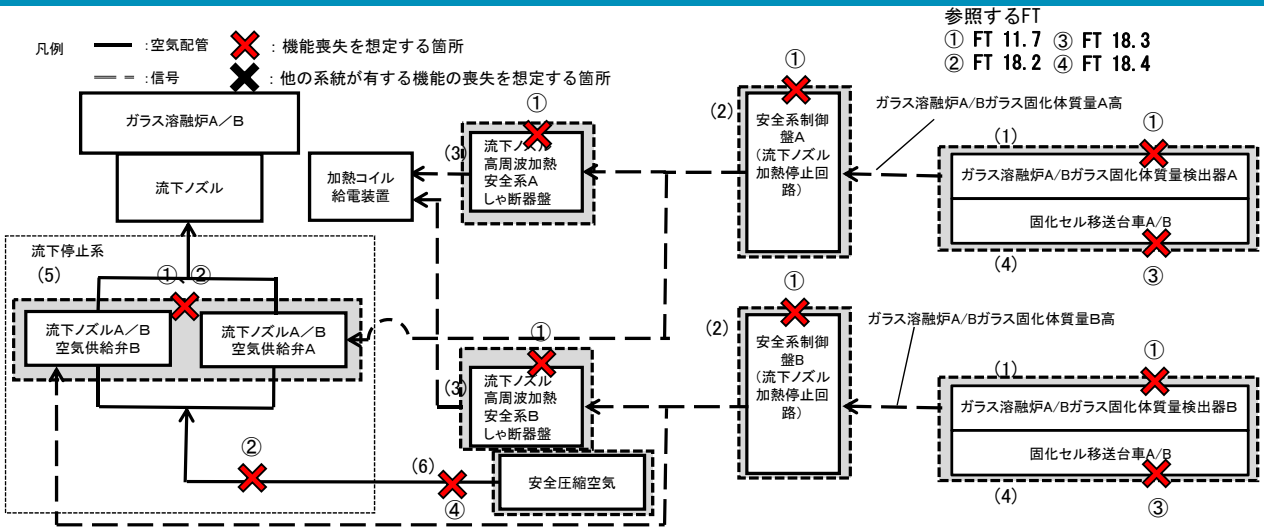 参照するFT
① FT 11.7 ③ FT 18.3
② FT 18.2 ④ FT 18.4
凡例
:空気配管
: 機能喪失を想定する箇所
:信号
: 他の系統が有する機能の喪失を想定する箇所
ガラス溶融炉A/B
流下ノズル
加熱コイル
給電装置
①
(3)
流下ノズル
高周波加熱
安全系A
しゃ断器盤
①
(2)
安全系制御
盤A
(流下ノズル
加熱停止回
路)
ガラス溶融炉A/Bガラス固化体質量A高
(1)
①
ガラス溶融炉A/Bガラス固化体質量検出器A
固化セル移送台車A/B
(4)
③
流下停止系
(5)
①、②
流下ノズルA/B
空気供給弁B
流下ノズルA/B
空気供給弁A
①
(3)
流下ノズル
高周波加熱
安全系B
しゃ断器盤
①
(2)
安全系制御
盤B
(流下ノズル
加熱停止回
路)
ガラス溶融炉A/Bガラス固化体質量B高
(1)
①
ガラス溶融炉A/Bガラス固化体質量検出器B
固化セル移送台車A/B
(4)
③
②
(6)
④
安全圧縮空気